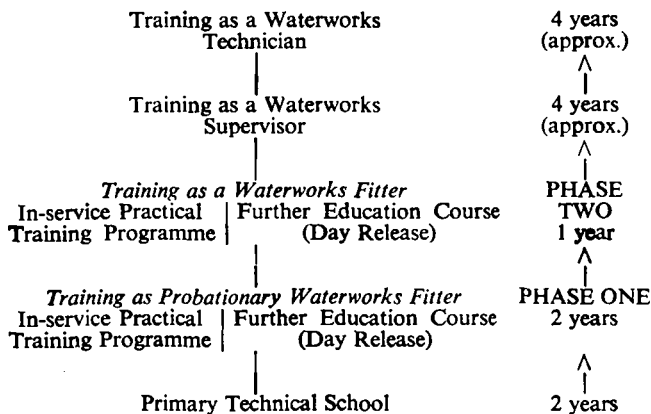 Training as a Waterworks 4 years
Technician (approx.)
Training as a Waterworks 4 years
Supervisor (approx.)
Training as a Waterworks Fitter PHASE
In-service Practical Further Education Course TWO
Training Programme (Day Release) 1 year
Training as Probationary Waterworks Fitter PHASE ONE
In-service Practical Further Education Course 2 years
Training Programme (Day Release)
Primary Technical School 2 years